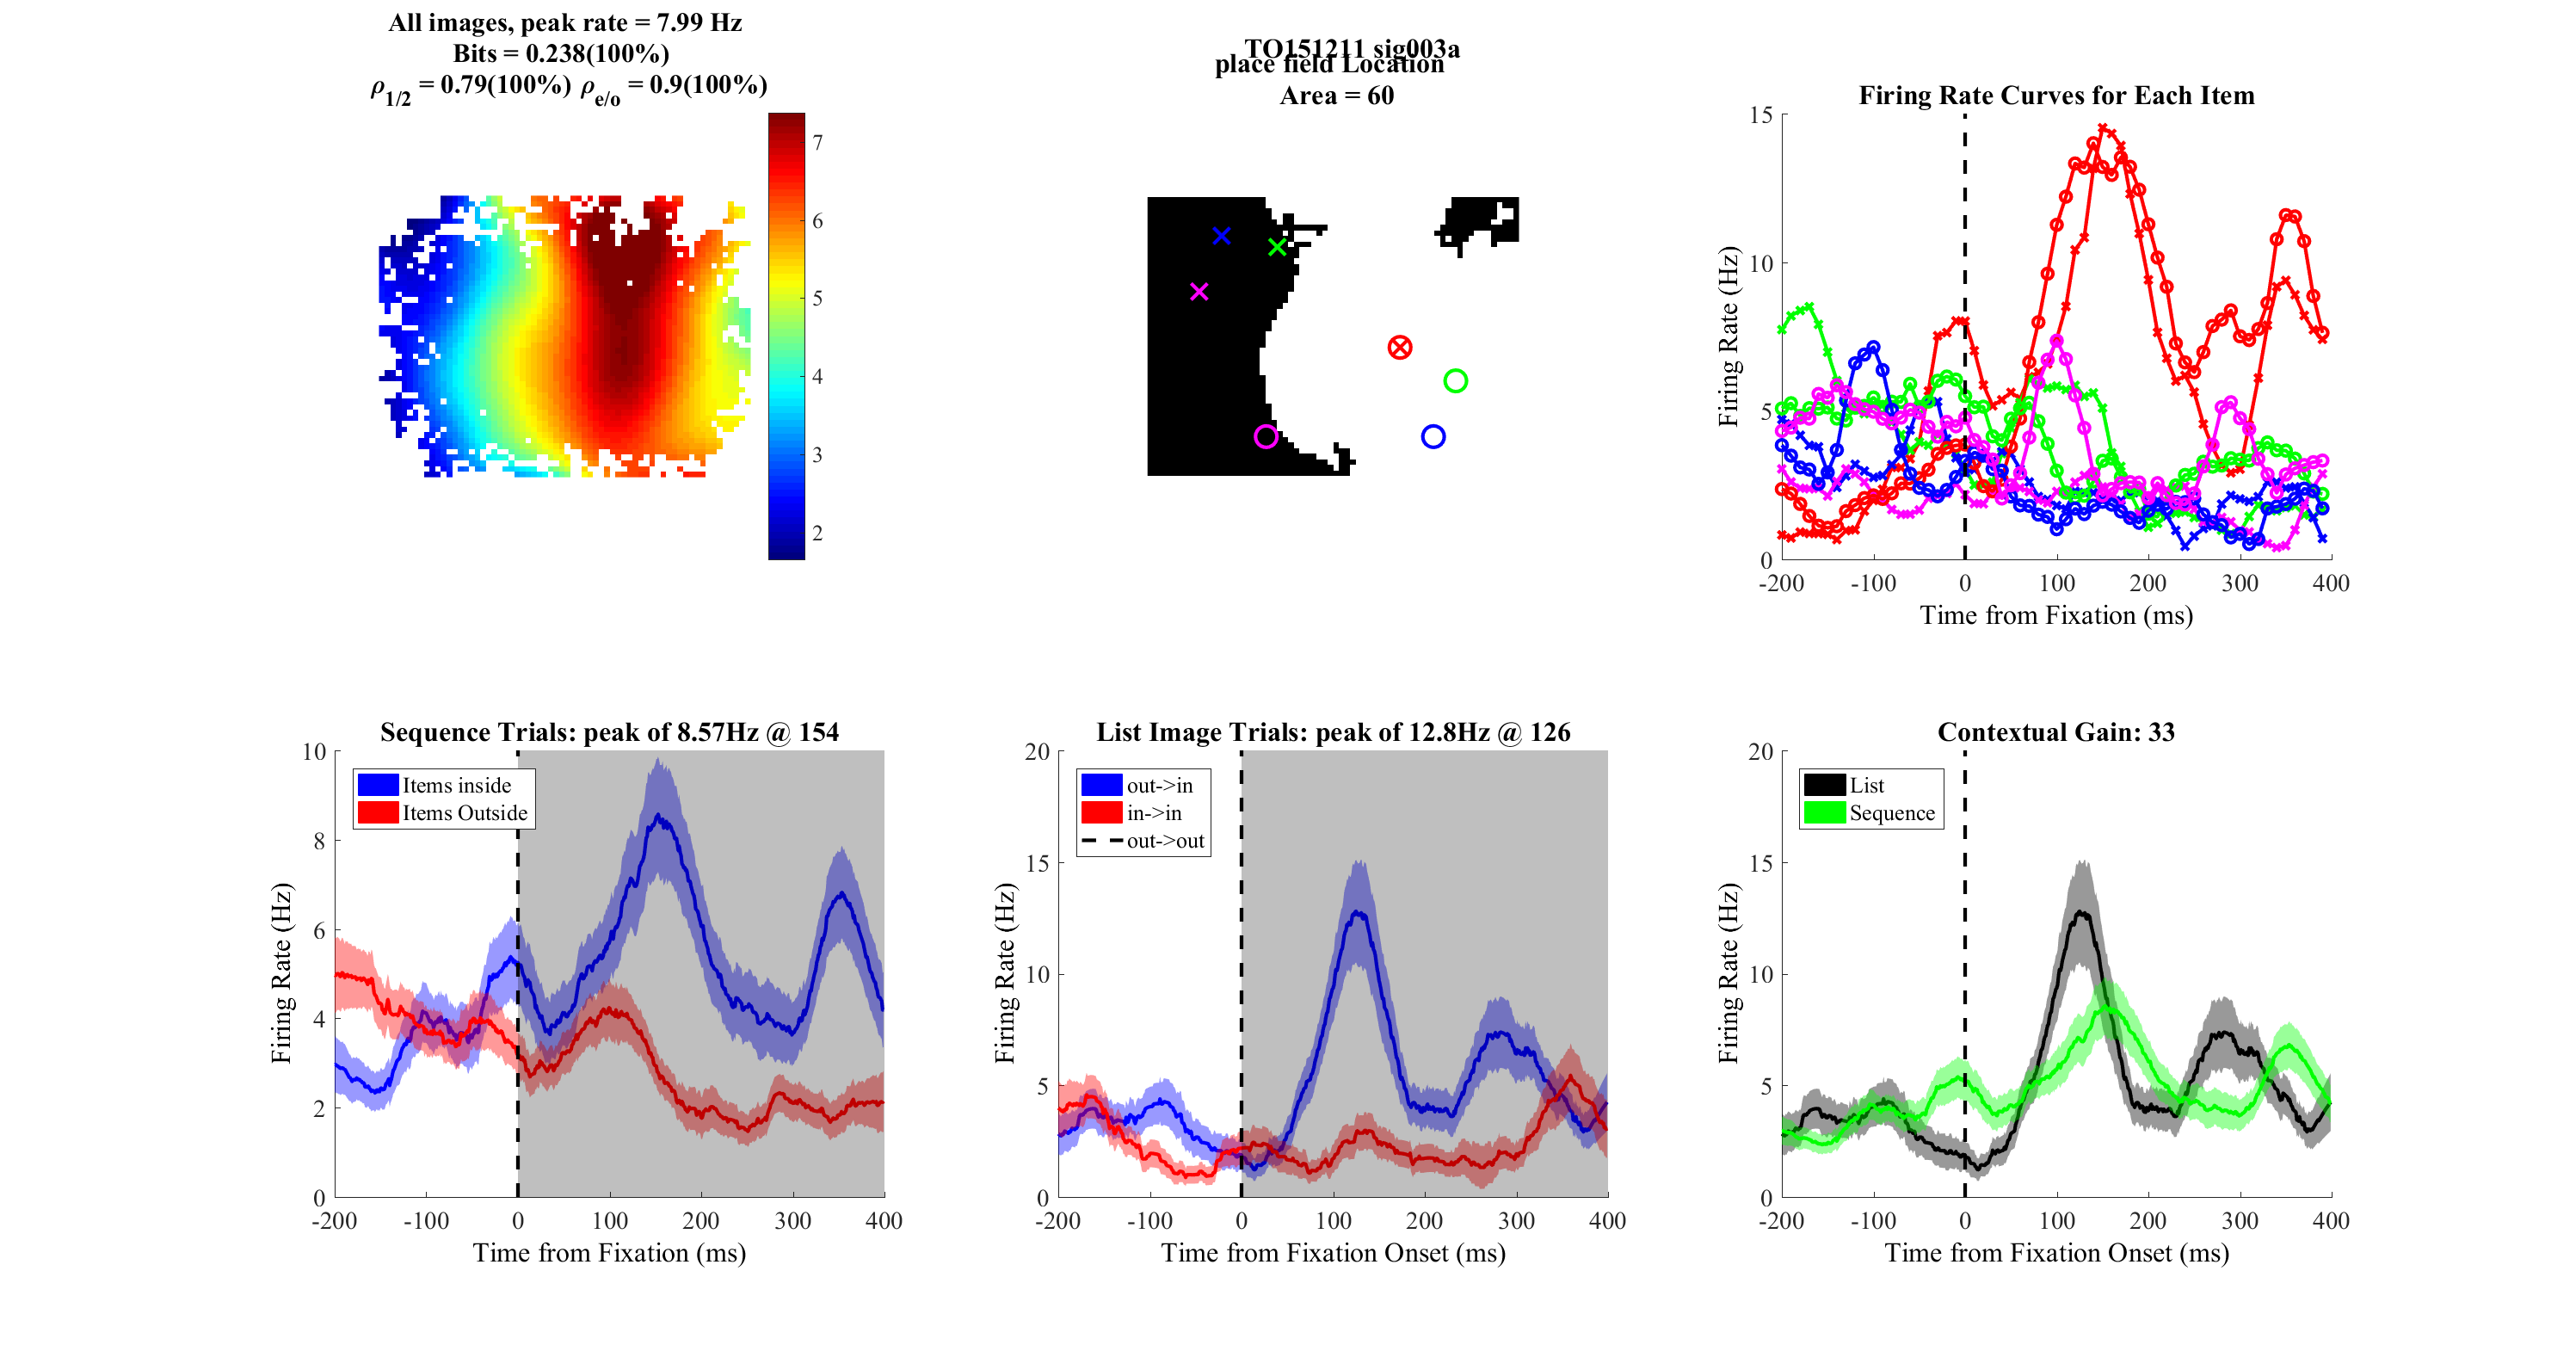 All images, peak rate = 7.99 Hz
Bits = 0.238(100%)
ρ1/2 = 0.79(100%) ρe/o = 0.9(100%)
7
6
5
4
3
2
TO151211 sig003a
place field Location
Area = 60
Firing Rate Curves for Each Item
15
10
5
0
Firing Rate (Hz)
-200 -100 0 100 200 300 400
Time from Fixation (ms)
Sequence Trials: peak of 8.57Hz @ 154
10
8
6
4
2
0
Firing Rate (Hz)
Items inside
Items Outside
-200 -100 0 100 200 300 400
Time from Fixation (ms)
List Image Trials: peak of 12.8Hz @ 126
20
15
10
5
0
Firing Rate (Hz)
out->in
in->in
out->out
-200 -100 0 100 200 300 400
Time from Fixation Onset (ms)
Contextual Gain: 33
20
15
10
5
0
Firing Rate (Hz)
List
Sequence
-200 -100 0 100 200 300 400
Time from Fixation Onset (ms)